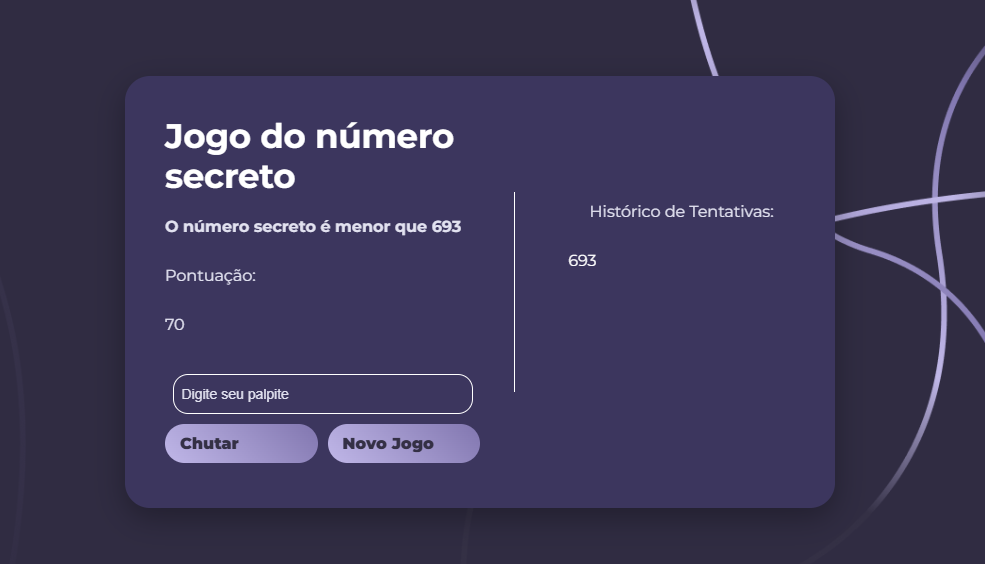 Jogo do número
secreto
O número secreto é menor que 693
Pontuação:
70
Digite seu palpite
Chutar
Novo Jogo
Histórico de Tentativas:
693